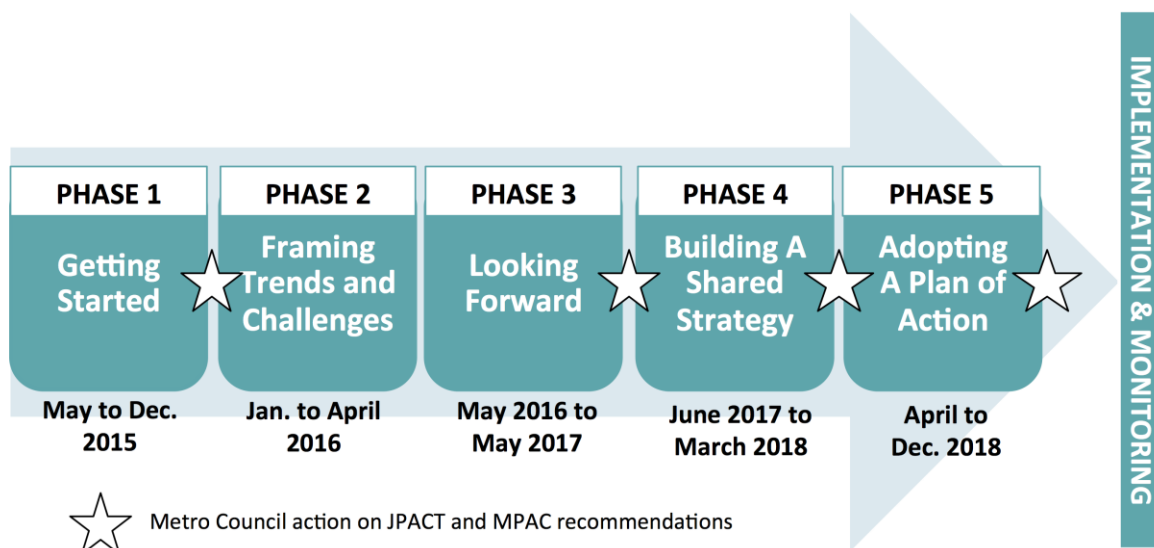 PHASE 1
Getting
Started
May to Dec.
2015
PHASE 2
Framing
Trends and
Challenges
Jan. to April
2016
PHASE 3
Looking
Forward
May 2016 to
May 2017
PHASE 4
Building A
Shared
Strategy
June 2017 to
March 2018
PHASE 5
Adopting
A Plan of
Action
April to
Dec. 2018
IMPLEMENTATION & MONITORING
Metro Council action on JPACT and MPAC recommendations